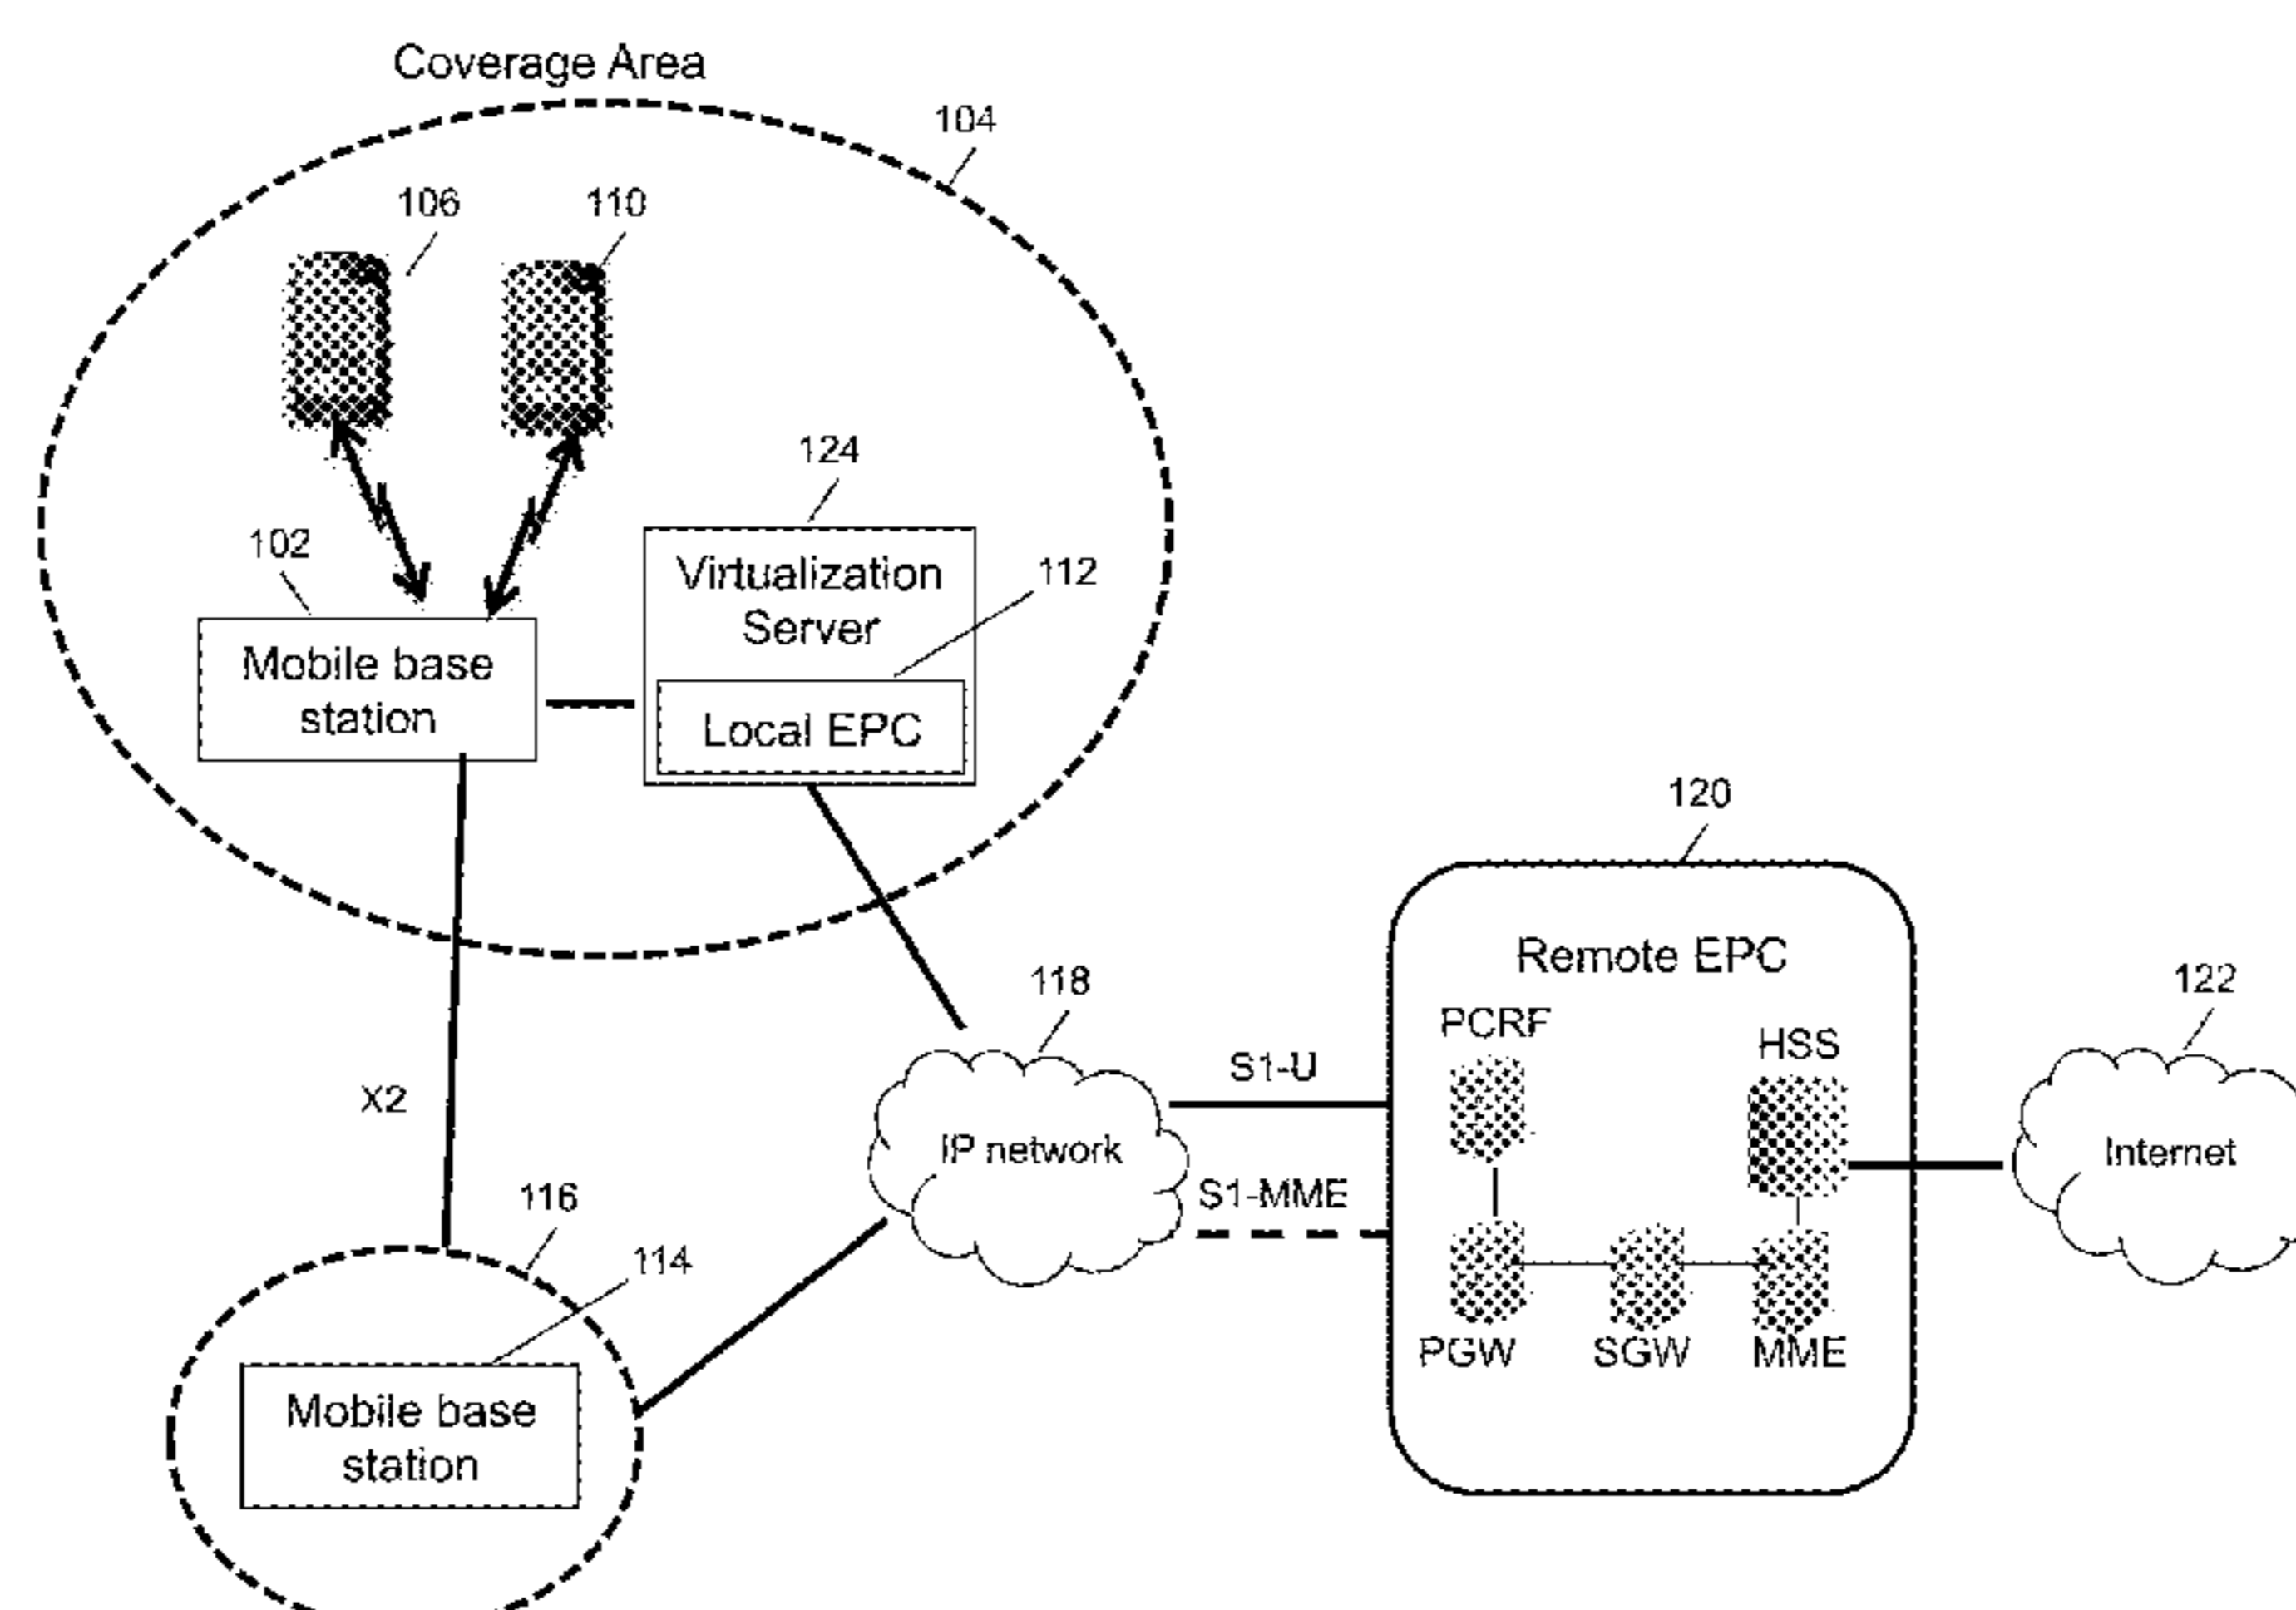 Coverage Area
104
106
110
124
102
Virtualization
Server
112
Mobile base
station
Local EPC
120
Remote EPC
118
122
PCRF
HSS
S1-U
X2
IP network
Internet
S1-MME
116
114
PGW
SGW
MME
Mobile base
station